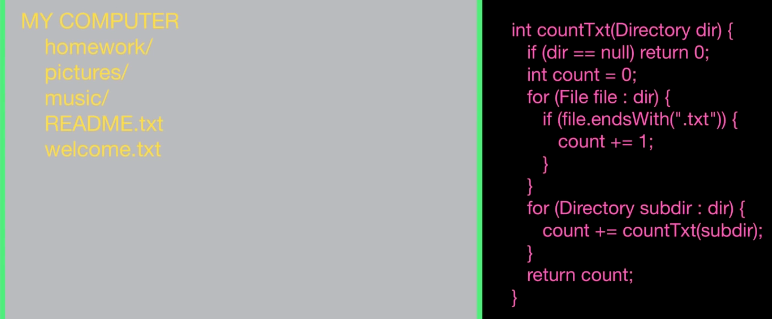 MY COMPUTER
homework/
pictures/
music/
README.txt
welcome.txt
int countTxt(Directory dir) {
if (dir == null) return 0;
int count = 0;
for (File file : dir) {
if (file.endsWith(".txt")) {
count += 1;
}
}
for (Directory subdir : dir) {
count += countTxt(subdir);
}
return count;
}